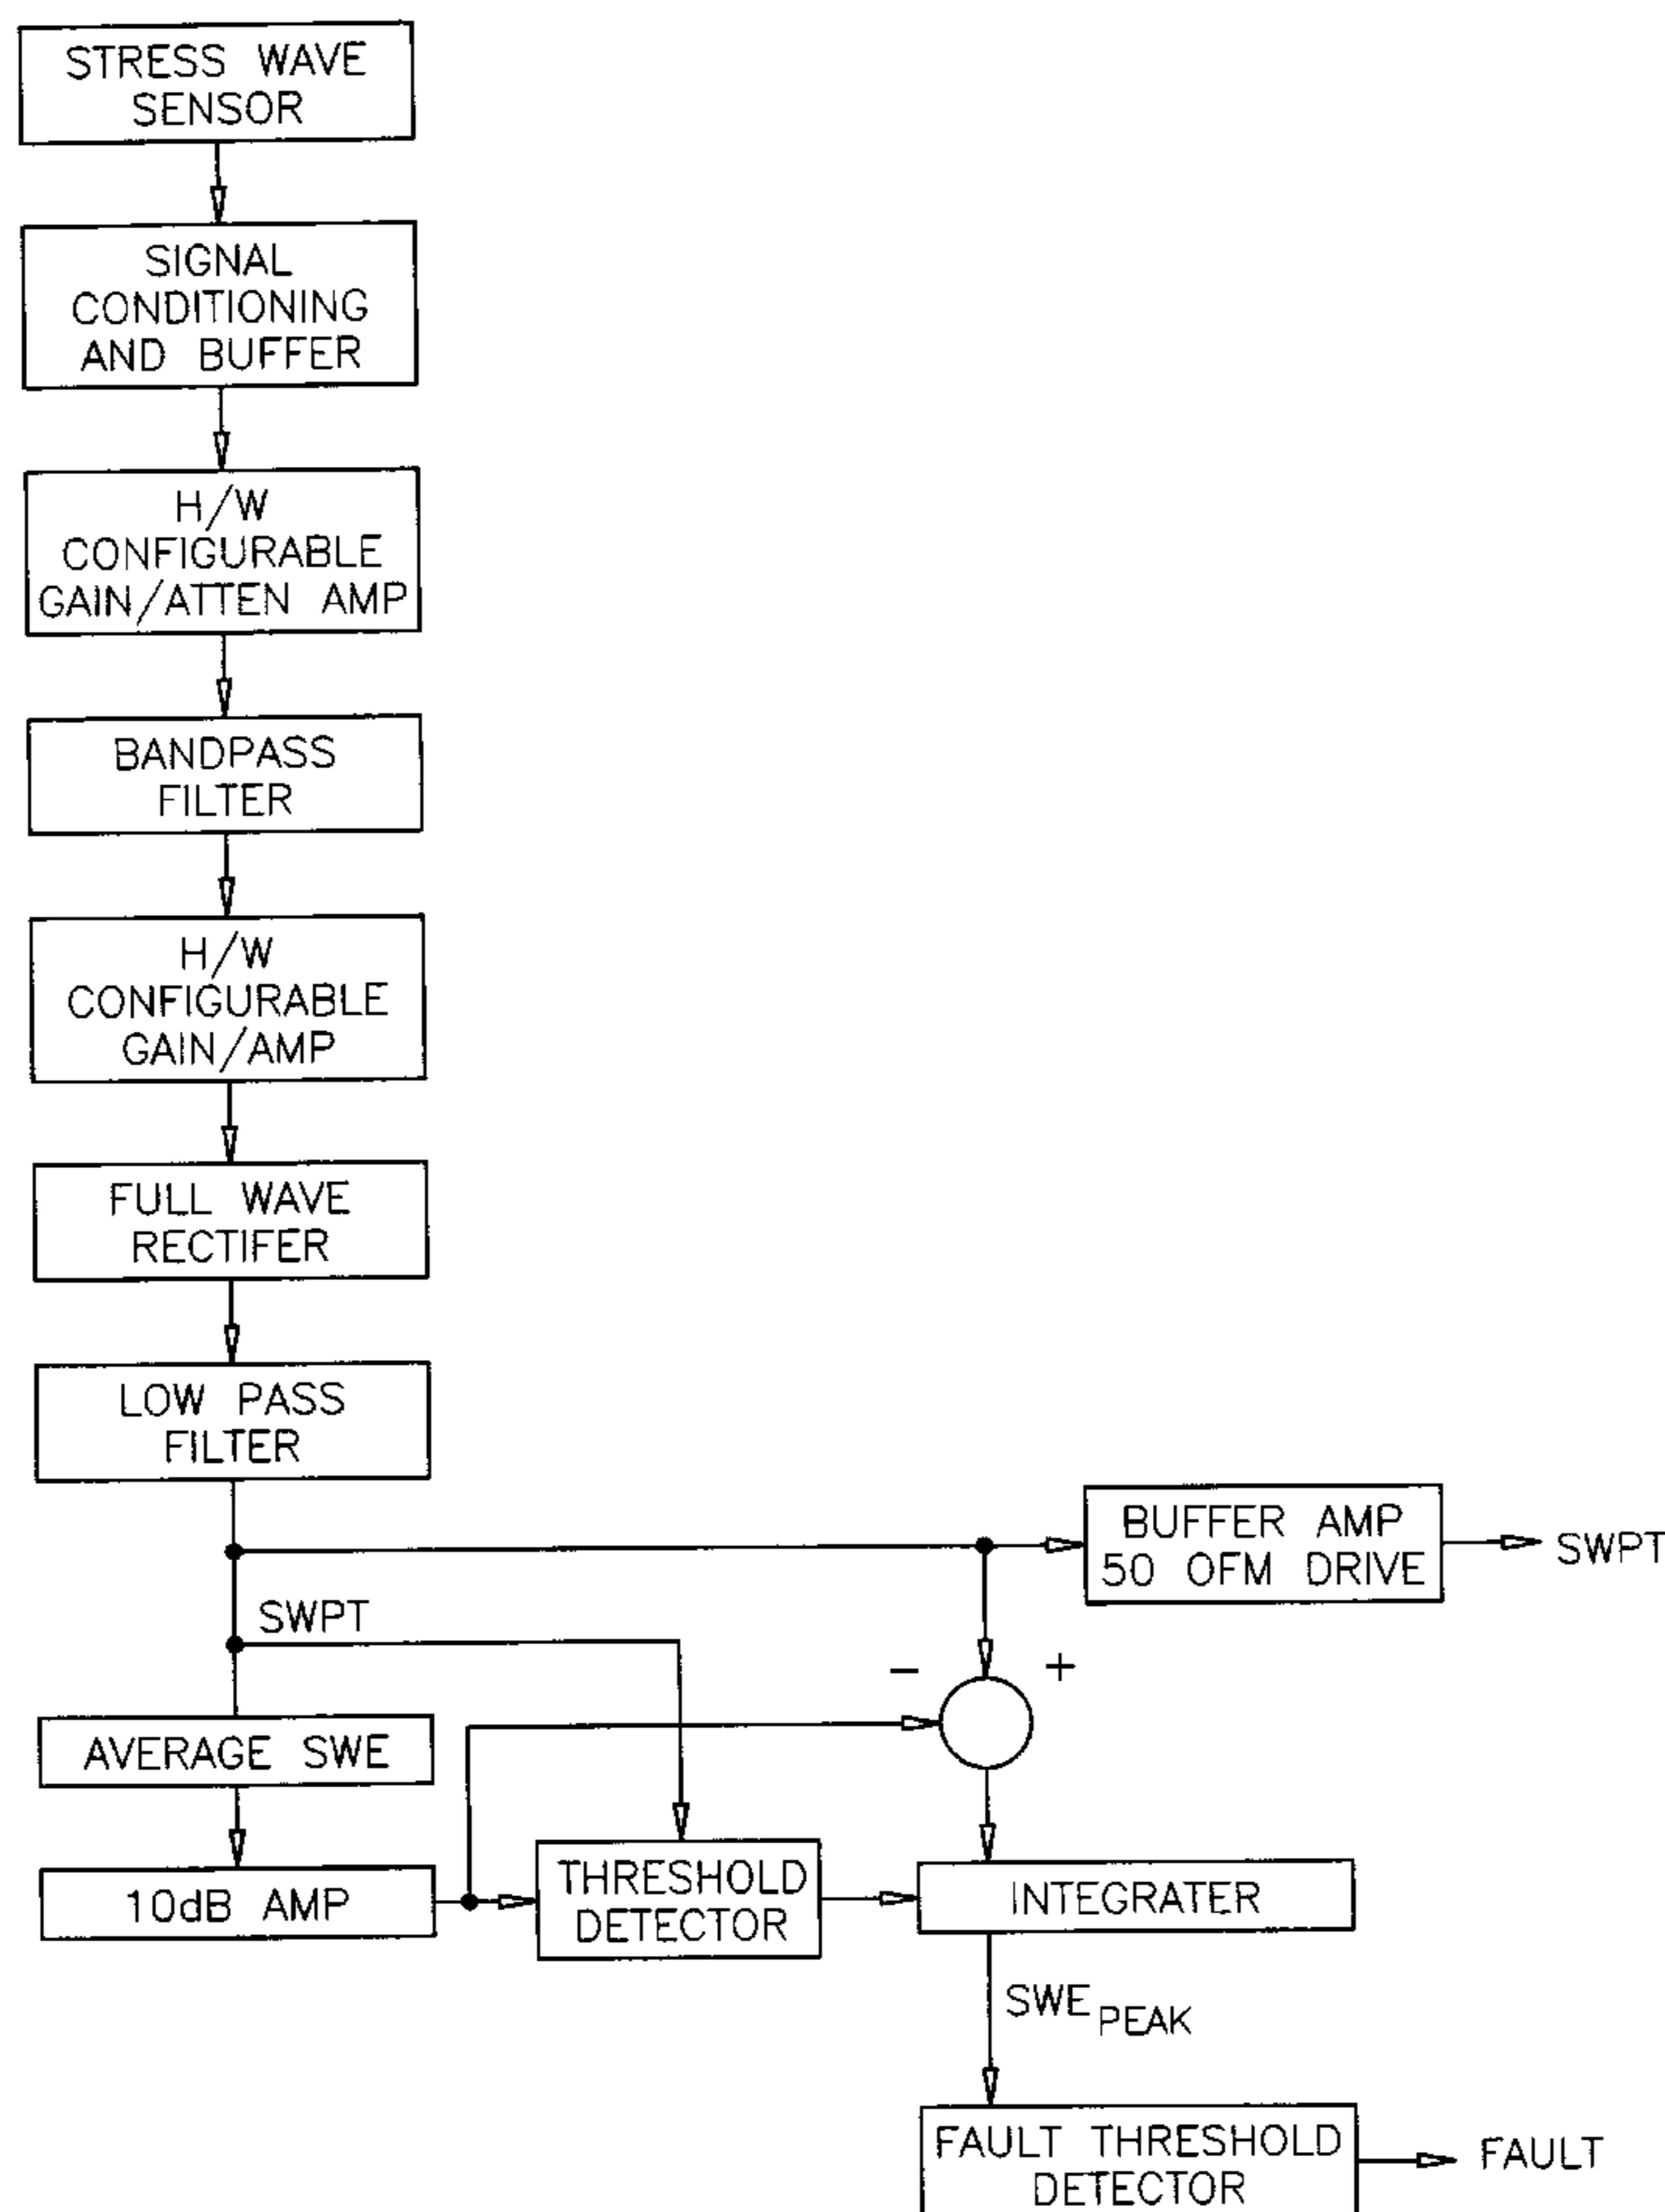 STRESS WAVE
SENSOR
SIGNAL
CONDITIONING
AND BUFFER
H/W
CONFIGURABLE
GAIN/ATTEN AMP
BANDPASS
FILTER
H/W
CONFIGURABLE
GAIN/AMP
FULL WAVE
RECTIFER
LOW PASS
FILTER
BUFFER AMP
50 OFM DRIVE
SWPT
SWPT
- +
AVERAGE SWE
10dB AMP
THRESHOLD
DETECTOR
INTEGRATER
SWE PEAK
FAULT THRESHOLD
DETECTOR
FAULT